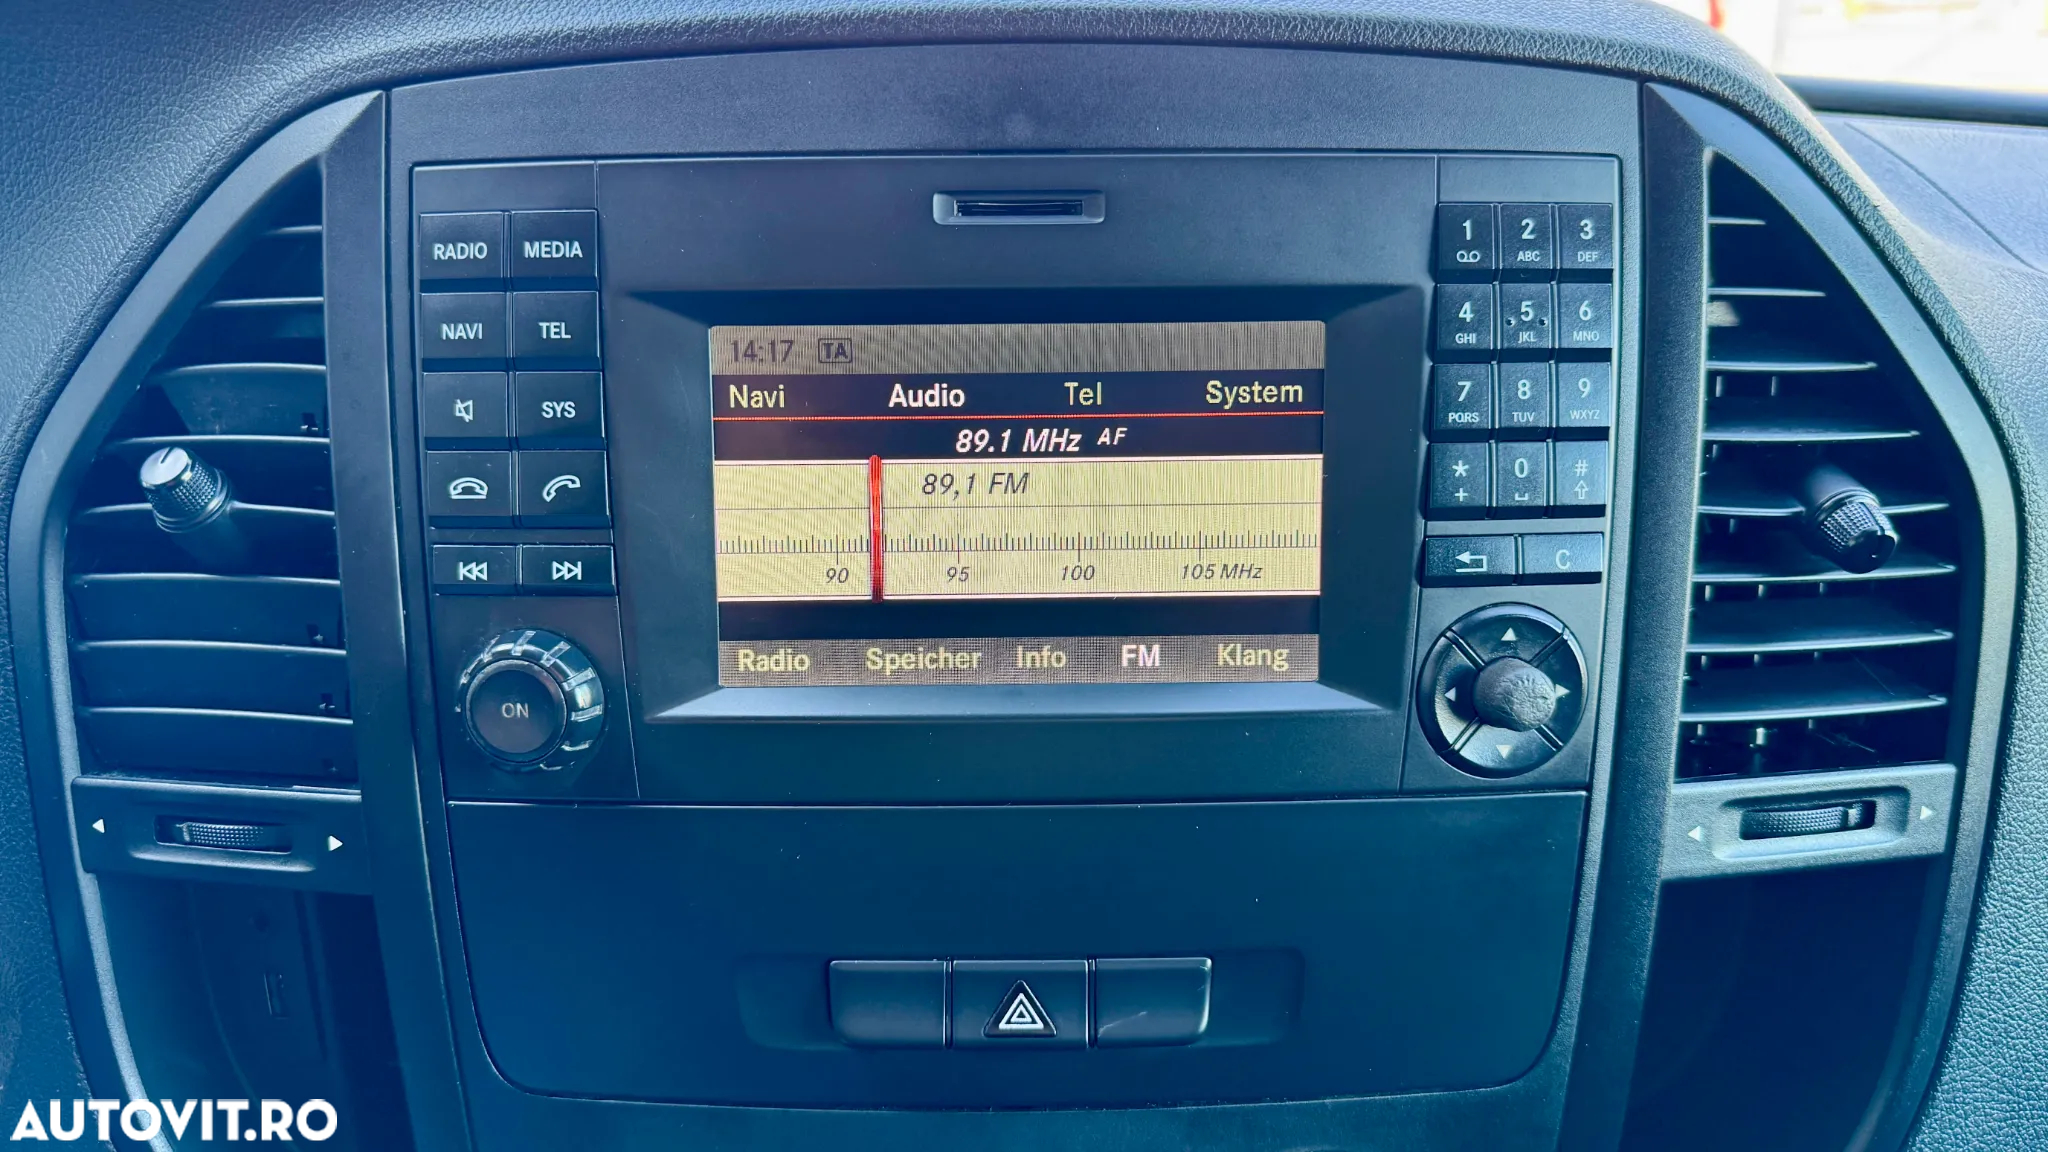 RADIO MEDIA
NAVI TEL
SYS
ON
14:17 TA
Navi Audio Tel System
89.1 MHz AF
89,1 FM
90 95 100 105 MHz
Radio Speicher Info FM Klang
1 2 3
ABC DEF
4 5 6
GHI JKL MNO
7 8 9
PQRS TUV WXYZ
* 0 #
+
C
AUTOVIT.RO